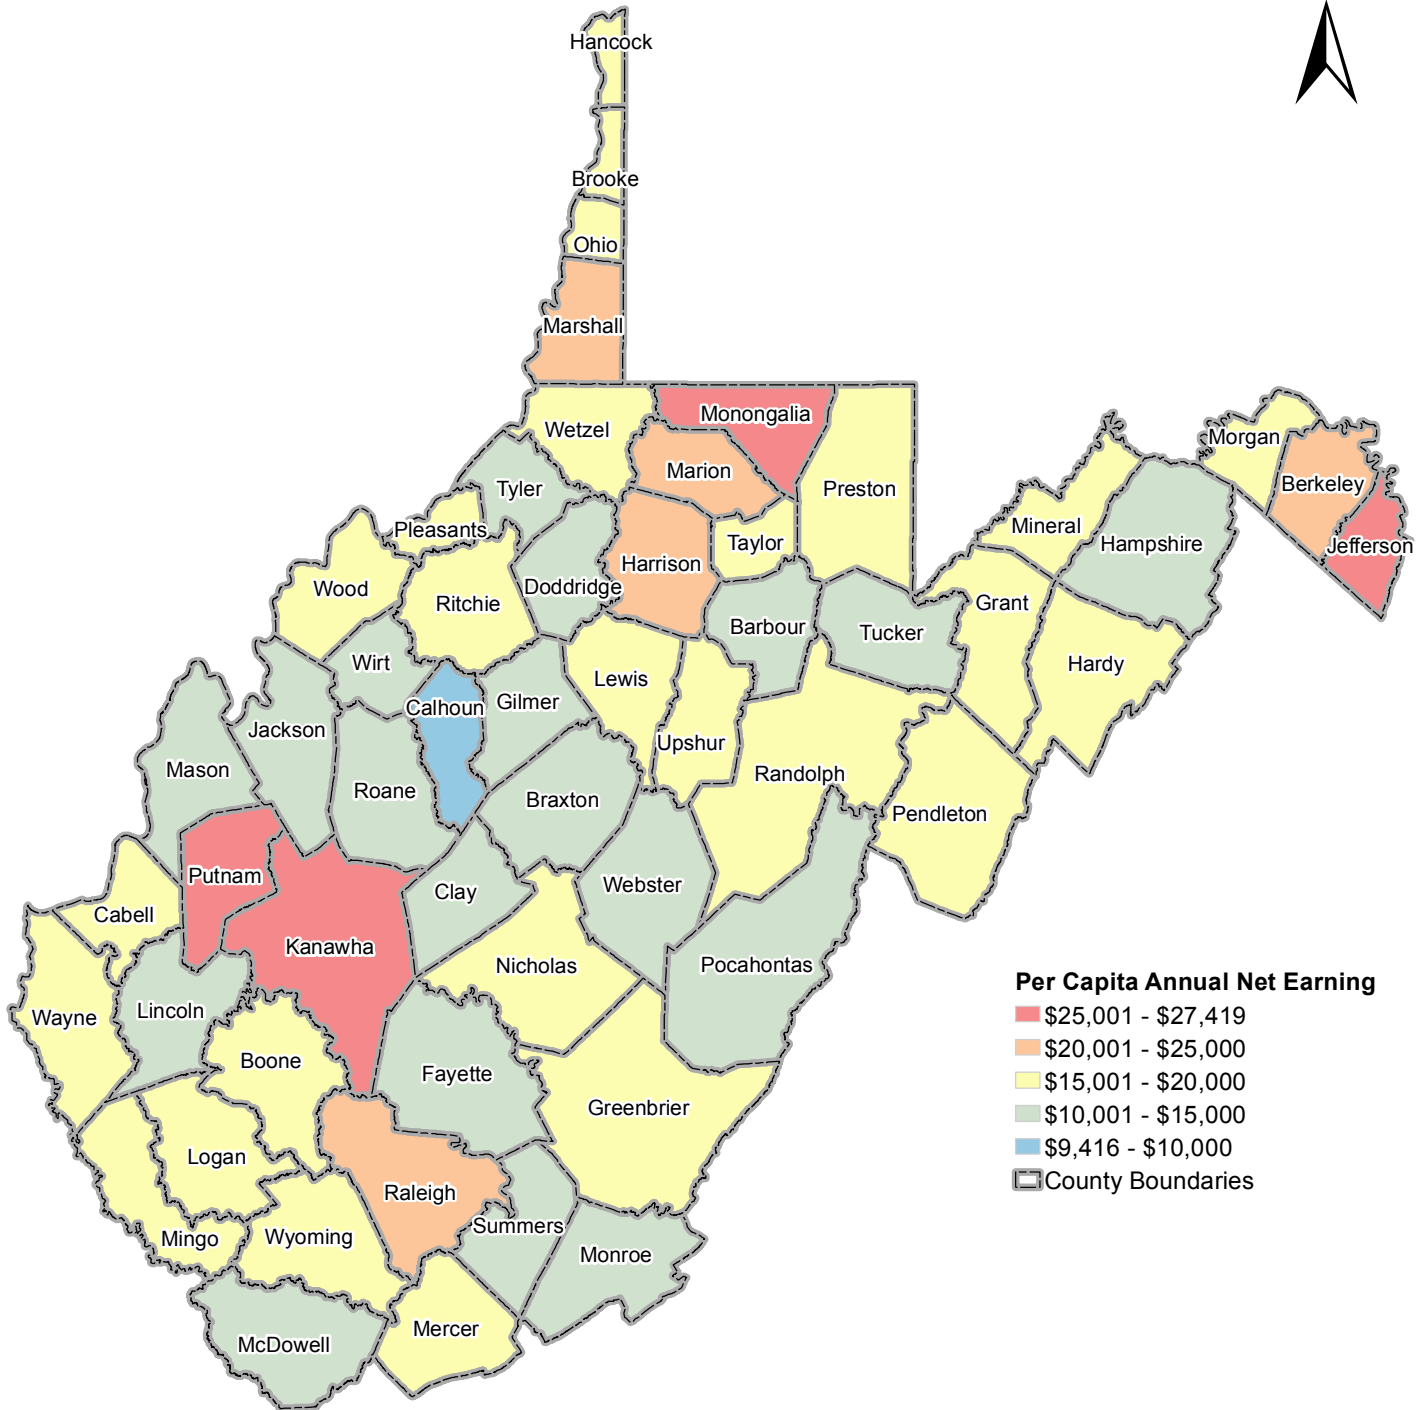 Hancock
Brooke
Ohio
Marshall
Monongalia
Wetzel
Morgan
Marion
Berkeley
Tyler
Preston
Mineral
Pleasants
Taylor
Hampshire
Jefferson
Harrison
Doddridge
Wood
Ritchie
Grant
Barbour
Tucker
Wirt
Hardy
Lewis
Gilmer
Calhoun
Jackson
Upshur
Mason
Randolph
Roane
Braxton
Pendleton
Putnam
Webster
Clay
Cabell
Kanawha
Nicholas
Pocahontas
Per Capita Annual Net Earning
$25,001 - $27,419
$20,001 - $25,000
$15,001 - $20,000
$10,001 - $15,000
$9,416 - $10,000
County Boundaries
Lincoln
Wayne
Boone
Fayette
Greenbrier
Logan
Raleigh
Summers
Mingo
Wyoming
Monroe
Mercer
McDowell